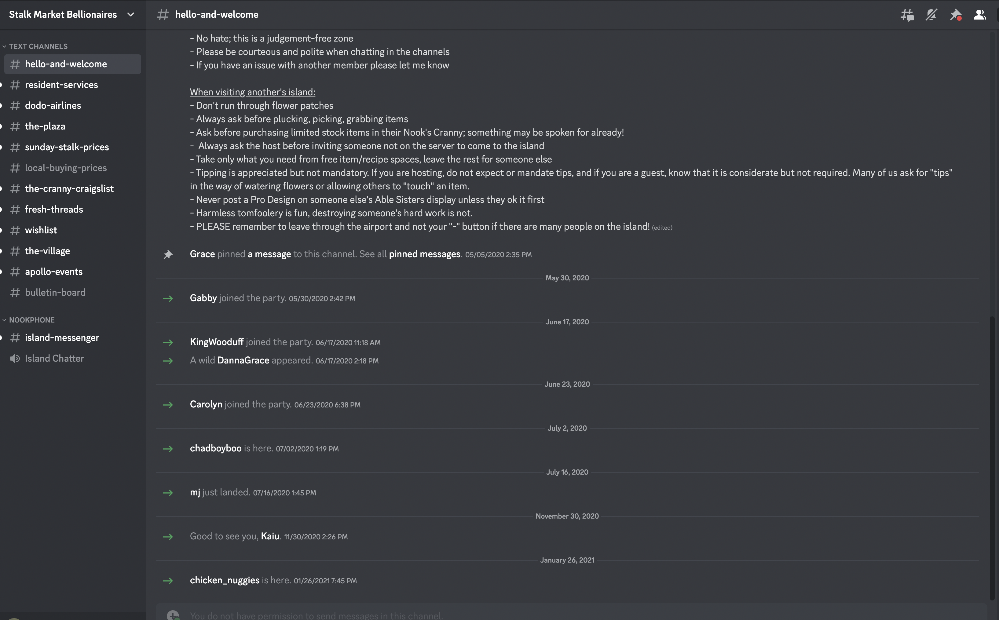 Stalk Market Bellionaires
TEXT CHANNELS
# hello-and-welcome
# resident-services
# dodo-airlines
# the-plaza
# sunday-stalk-prices
# local-buying-prices
# the-cranny-craigslist
# fresh-threads
# wishlist
# the-village
# apollo-events
# bulletin-board
NOOKPHONE
# island-messenger
Island Chatter
# hello-and-welcome
- No hate; this is a judgement-free zone
- Please be courteous and polite when chatting in the channels
- If you have an issue with another member please let me know
When visiting another's island:
- Don't run through flower patches
- Always ask before plucking, picking, grabbing items
- Ask before purchasing limited stock items in their Nook's Cranny; something may be spoken for already!
-  Always ask the host before inviting someone not on the server to come to the island
- Take only what you need from free item/recipe spaces, leave the rest for someone else
- Tipping is appreciated but not mandatory. If you are hosting, do not expect or mandate tips, and if you are a guest, know that it is considerate but not required. Many of us ask for "tips"
in the way of watering flowers or allowing others to "touch" an item.
- Never post a Pro Design on someone else's Able Sisters display unless they ok it first
- Harmless tomfoolery is fun, destroying someone's hard work is not.
- PLEASE remember to leave through the airport and not your "-" button if there are many people on the island! (edited)
Grace pinned a message to this channel. See all pinned messages. 05/05/2020 2:35 PM
May 30, 2020
Gabby joined the party. 05/30/2020 2:42 PM
June 17, 2020
KingWooduff joined the party. 06/17/2020 11:18 AM
A wild DannaGrace appeared. 06/17/2020 2:18 PM
June 23, 2020
Carolyn joined the party. 06/23/2020 6:38 PM
July 2, 2020
chadboyboo is here. 07/02/2020 1:19 PM
July 16, 2020
mj just landed. 07/16/2020 1:45 PM
November 30, 2020
Good to see you, Kaiu. 11/30/2020 2:26 PM
January 26, 2021
chicken_nuggies is here. 01/26/2021 7:45 PM
You do not have permission to send messages in this channel.